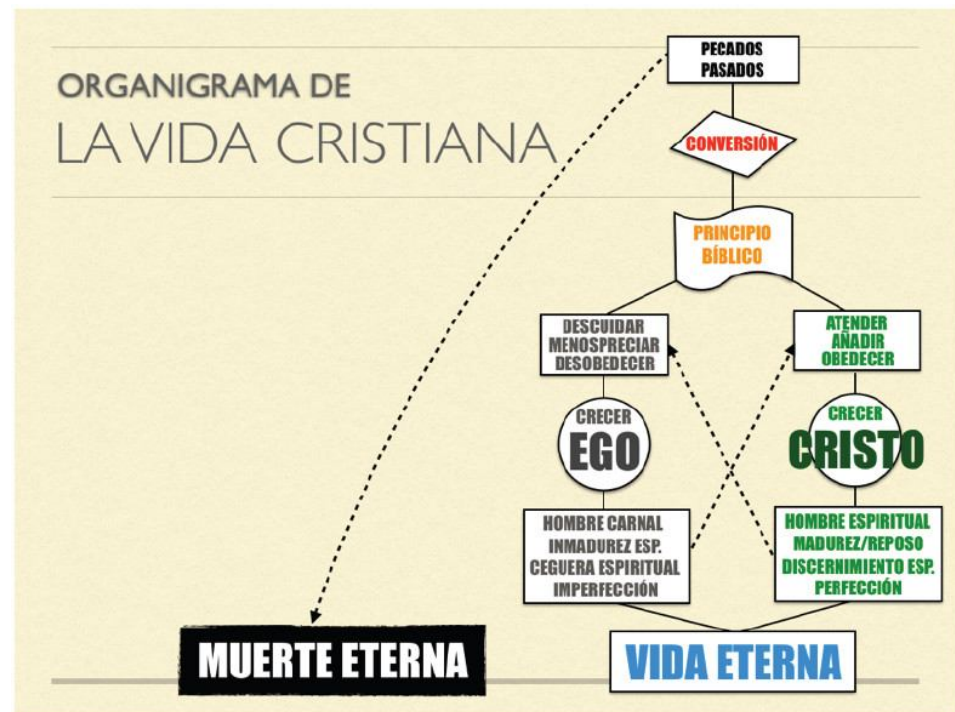 ORGANIGRAMA DE
LA VIDA CRISTIANA
PECADOS
PASADOS
CONVERSIÓN
PRINCIPIO
BÍBLICO
DESCUIDAR
MENOSPRECIAR
DESOBEDECER
ATENDER
AÑADIR
OBEDECER
CRECER
EGO
CRECER
CRISTO
HOMBRE CARNAL
INMADUREZ ESP.
CEGUERA ESPIRITUAL
IMPERFECCIÓN
HOMBRE ESPIRITUAL
MADUREZ/REPOSO
DISCERNIMIENTO ESP.
PERFECCIÓN
MUERTE ETERNA
VIDA ETERNA